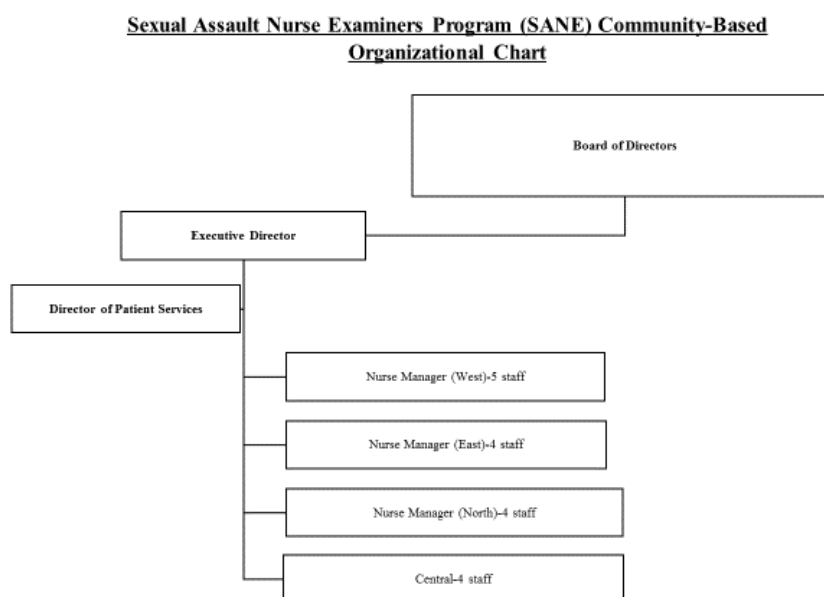 Sexual Assault Nurse Examiners Program (SANE) Community-Based
Organizational Chart
Board of Directors
Executive Director
Director of Patient Services
Nurse Manager (West)-5 staff
Nurse Manager (East)-4 staff
Nurse Manager (North)-4 staff
Central-4 staff